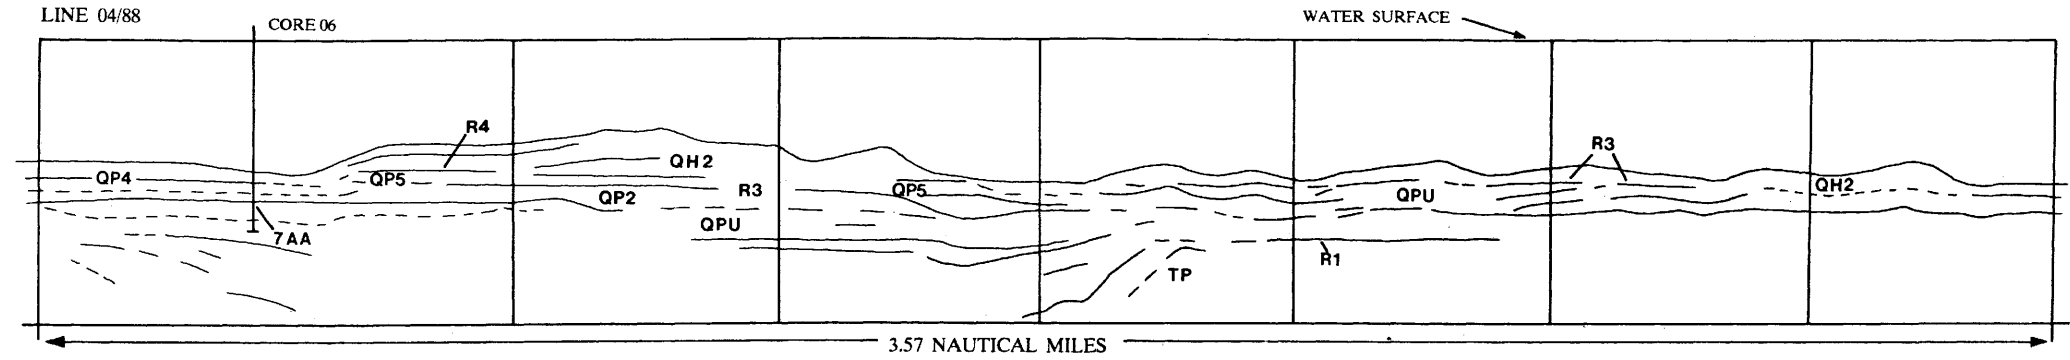 LINE 04/88
CORE 06
WATER SURFACE
R4
R3
QH2
QP4
QP5
QP5
QH2
QP2
R3
QPU
QPU
7AA
R1
TP
3.57 NAUTICAL MILES